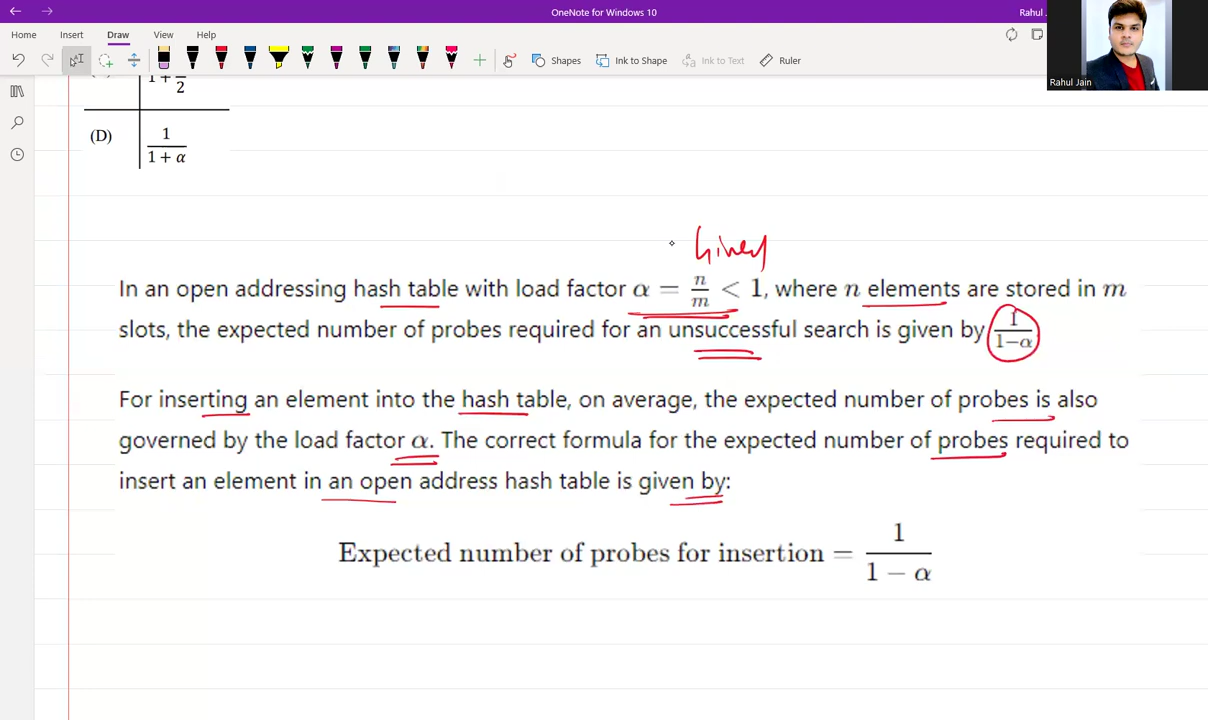 OneNote for Windows 10
Rahul J
Home Insert Draw View Help
Shapes Ink to Shape Ink to Text Ruler
Rahul Jain
1 + 
2
(D) 1
1 + α
Given
In an open addressing hash table with load factor α = n/m < 1, where n elements are stored in m
slots, the expected number of probes required for an unsuccessful search is given by 1/1−α
For inserting an element into the hash table, on average, the expected number of probes is also
governed by the load factor α. The correct formula for the expected number of probes required to
insert an element in an open address hash table is given by:
Expected number of probes for insertion = 1/1 − α